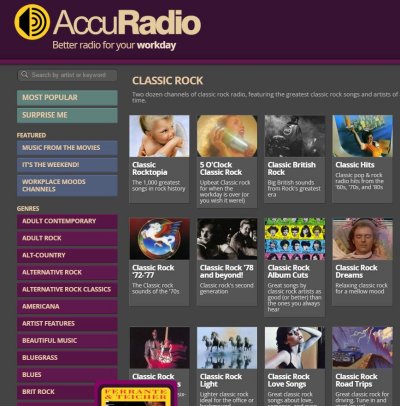 AccuRadio
Better radio for your workday
Search by artist or keyword
MOST POPULAR
SURPRISE ME
FEATURED
MUSIC FROM THE MOVIES
IT'S THE WEEKEND!
WORKPLACE MOODS
CHANNELS
GENRES
ADULT CONTEMPORARY
ADULT ROCK
ALT-COUNTRY
ALTERNATIVE ROCK
ALTERNATIVE ROCK CLASSICS
AMERICANA
ARTIST FEATURES
BEAUTIFUL MUSIC
BLUEGRASS
BLUES
BRIT ROCK
FERRANTE
& TEICHER
CLASSIC ROCK
Two dozen channels of classic rock radio, featuring the greatest classic rock songs and artists of
time.
Classic
Rocktopia
The 1,000 greatest
songs in rock history
5 O'Clock
Classic Rock
Upbeat Classic rock
for when the
workday is over (or
you wish it were!)
Classic British
Rock
Big British sounds
from Rock's greatest
era
Classic Hits
Classic pop & rock
radio hits from the
'60s, '70s, and '80s
Classic Rock
'72-'77
The Classic rock
sounds of the '70s
Classic Rock '78
and beyond!
Classic rock's second
generation
Classic Rock
Album Cuts
Great songs by
classic rock artists as
good (or better) than
the ones you always
hear
Classic Rock
Dreams
Relaxing classic rock
for a mellow mood
Classic Rock
Classic Rock
Light
Lighter classic rock
ideal for the office or
Classic Rock
Love Songs
Great classic rock
songs about love,
Classic Rock
Road Trips
Great classic rock for
driving. Tune in and